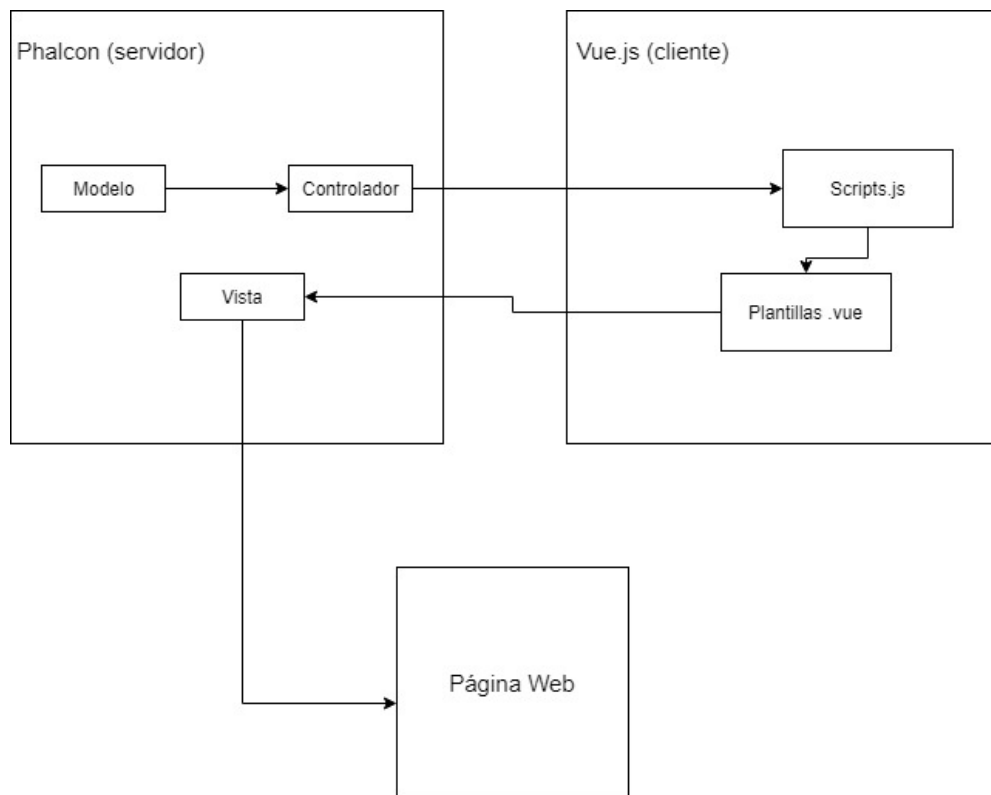 Phalcon (servidor)
Vue.js (cliente)
Modelo
Controlador
Scripts.js
Vista
Plantillas .vue
Página Web